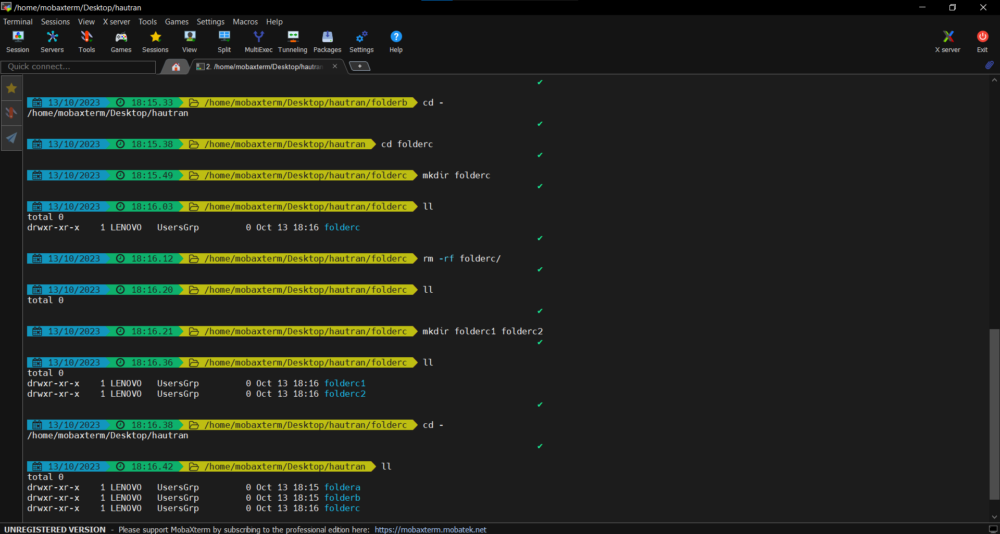 /home/mobaxterm/Desktop/hautran
Terminal Sessions View X server Tools Games Settings Macros Help
Session Servers Tools Games Sessions View Split MultiExec Tunneling Packages Settings Help X server Exit
Quick connect... 2. /home/mobaxterm/Desktop/hautran
13/10/2023 18:15.33 /home/mobaxterm/Desktop/hautran/folderb cd -
/home/mobaxterm/Desktop/hautran
13/10/2023 18:15.38 /home/mobaxterm/Desktop/hautran cd folderc
13/10/2023 18:15.49 /home/mobaxterm/Desktop/hautran/folderc mkdir folderc
13/10/2023 18:16.03 /home/mobaxterm/Desktop/hautran/folderc ll
total 0
drwxr-xr-x 1 LENOVO UsersGrp 0 Oct 13 18:16 folderc
13/10/2023 18:16.12 /home/mobaxterm/Desktop/hautran/folderc rm -rf folderc/
13/10/2023 18:16.20 /home/mobaxterm/Desktop/hautran/folderc ll
total 0
13/10/2023 18:16.21 /home/mobaxterm/Desktop/hautran/folderc mkdir folderc1 folderc2
13/10/2023 18:16.36 /home/mobaxterm/Desktop/hautran/folderc ll
total 0
drwxr-xr-x 1 LENOVO UsersGrp 0 Oct 13 18:16 folderc1
drwxr-xr-x 1 LENOVO UsersGrp 0 Oct 13 18:16 folderc2
13/10/2023 18:16.38 /home/mobaxterm/Desktop/hautran/folderc cd -
/home/mobaxterm/Desktop/hautran
13/10/2023 18:16.42 /home/mobaxterm/Desktop/hautran ll
total 0
drwxr-xr-x 1 LENOVO UsersGrp 0 Oct 13 18:15 foldera
drwxr-xr-x 1 LENOVO UsersGrp 0 Oct 13 18:15 folderb
drwxr-xr-x 1 LENOVO UsersGrp 0 Oct 13 18:16 folderc
UNREGISTERED VERSION - Please support MobaXterm by subscribing to the professional edition here: https://mobaxterm.mobatek.net